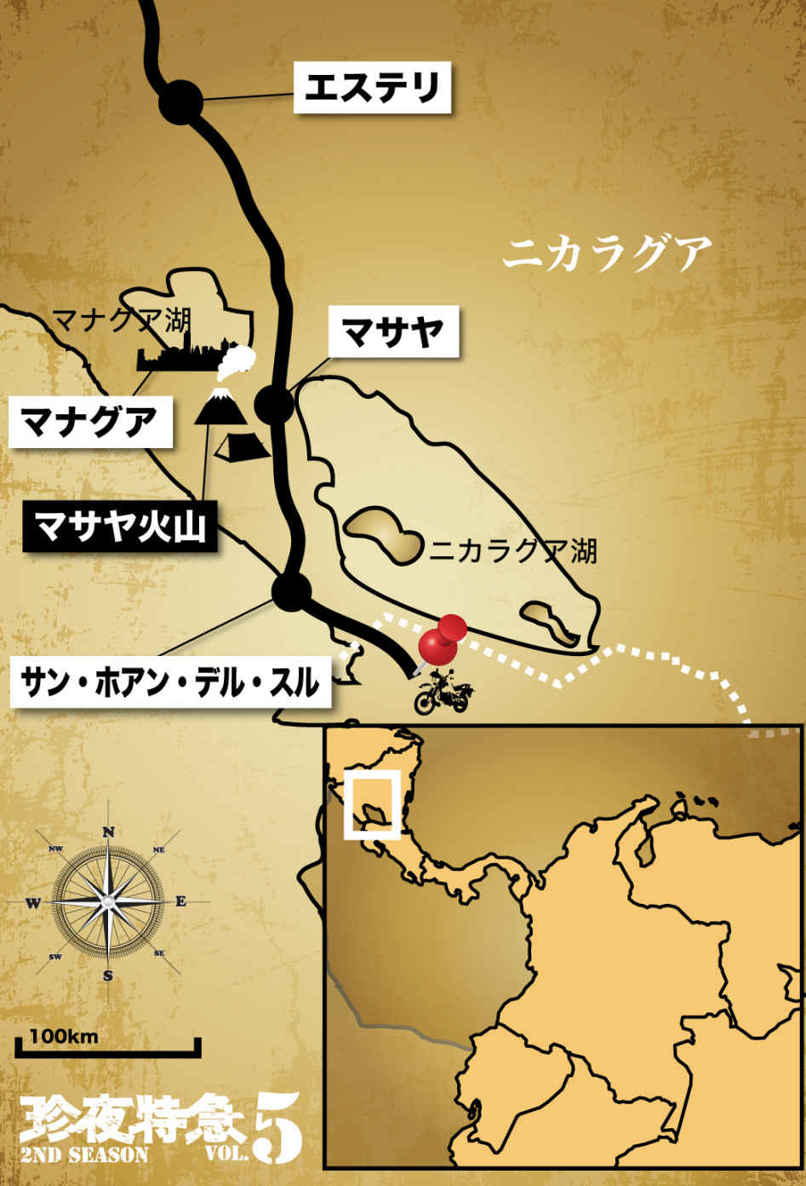 エステリ
ニカラグア
マナグア湖
マサヤ
マナグア
マサヤ火山
ニカラグア湖
サン・ホアン・デル・スル
N
NW
NE
W
E
SW
SE
S
100km
珍夜特急5
2ND SEASON VOL.